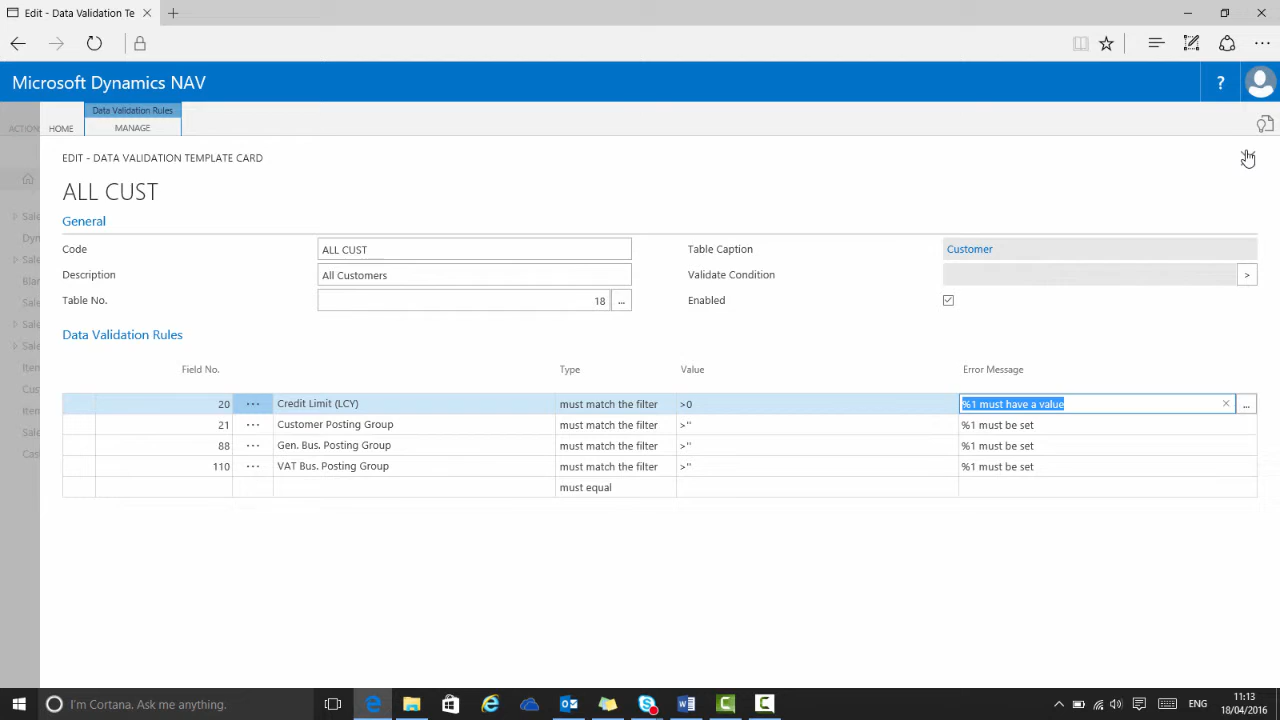 Edit - Data Validation Te
Microsoft Dynamics NAV
?
Data Validation Rules
HOME
MANAGE
EDIT - DATA VALIDATION TEMPLATE CARD
ALL CUST
General
Code ALL CUST Table Caption Customer
Description All Customers Validate Condition >
Table No. 18 ... Enabled
Data Validation Rules
Field No. Type Value Error Message
20 ... Credit Limit (LCY) must match the filter >0 %1 must have a value ...
21 ... Customer Posting Group must match the filter >'' %1 must be set
88 ... Gen. Bus. Posting Group must match the filter >'' %1 must be set
110 ... VAT Bus. Posting Group must match the filter >'' %1 must be set
must equal
I'm Cortana. Ask me anything.
ENG
11:13
18/04/2016